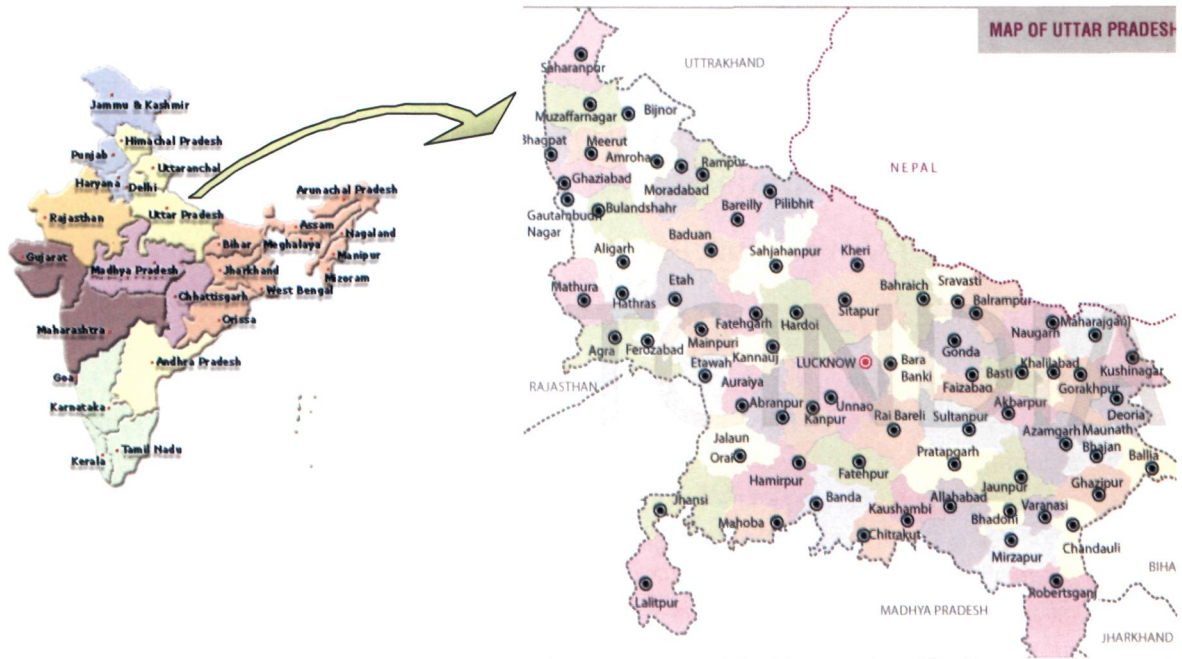 Jammu & Kashmir
Himachal Pradesh
Punjab
Uttaranchal
Haryana
Delhi
Arunachal Pradesh
Rajasthan
Uttar Pradesh
Assam
Nagaland
Bihar
Meghalaya
Gujarat
Manipur
Madhya Pradesh
Jharkhand
Mizoram
West Bengal
Chhattisgarh
Orissa
Maharashtra
Andhra Pradesh
Goa
Karnataka
Tamil Nadu
Kerala
MAP OF UTTAR PRADESH
UTTRAKHAND
Saharanpur
Muzaffarnagar
Bijnor
Bhagpat
Meerut
Amroha
Rampur
NEPAL
Ghaziabad
Moradabad
Pilibhit
Bareilly
Gautambudh
Nagar
Bulandshahr
Baduan
Aligarh
Sahjahanpur
Kheri
Mathura
Hathras
Etah
Bahraich
Sravasti
Balrampur
Sitapur
Fatehgarh
Hardoi
Naugarh
Maharajganj
Agra
Ferozabad
Mainpuri
Kannauj
LUCKNOW
Bara
Banki
Gonda
Faizabao
Basti
Khalilabad
Gorakhpur
Kushinagar
RAJASTHAN
Etawah
Auraiya
Abranpur
Kanpur
Unnao
Rai Bareli
Sultanpur
Akbarpur
Deoria
Azamgarh
Maunath
Bhajan
Ballia
Jalaun
Orai
Hamirpur
Fatehpur
Pratapgarh
Jaunpur
Ghazipur
Jhansi
Mahoba
Banda
Kaushambi
Chitrakut
Allahabad
Bhadohi
Varanasi
Mirzapur
Chandauli
Lalitpur
MADHYA PRADESH
Robertsganj
BIHA
JHARKHAND